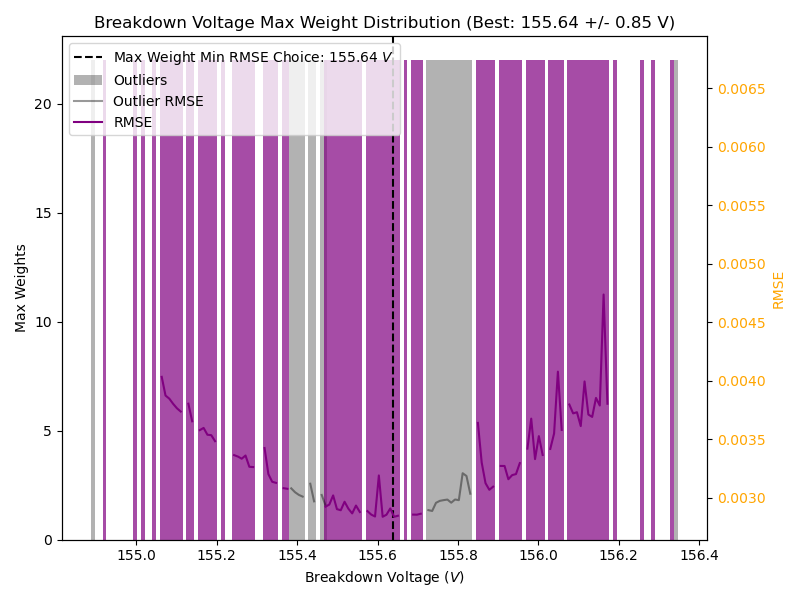 Breakdown Voltage Max Weight Distribution (Best: 155.64 +/- 0.85 V)
Max Weight Min RMSE Choice: 155.64 V
Outliers
Outlier RMSE
RMSE
20
15
10
5
0
Max Weights
0.0065
0.0060
0.0055
0.0050
0.0045
0.0040
0.0035
0.0030
RMSE
155.0 155.2 155.4 155.6 155.8 156.0 156.2 156.4
Breakdown Voltage (V)